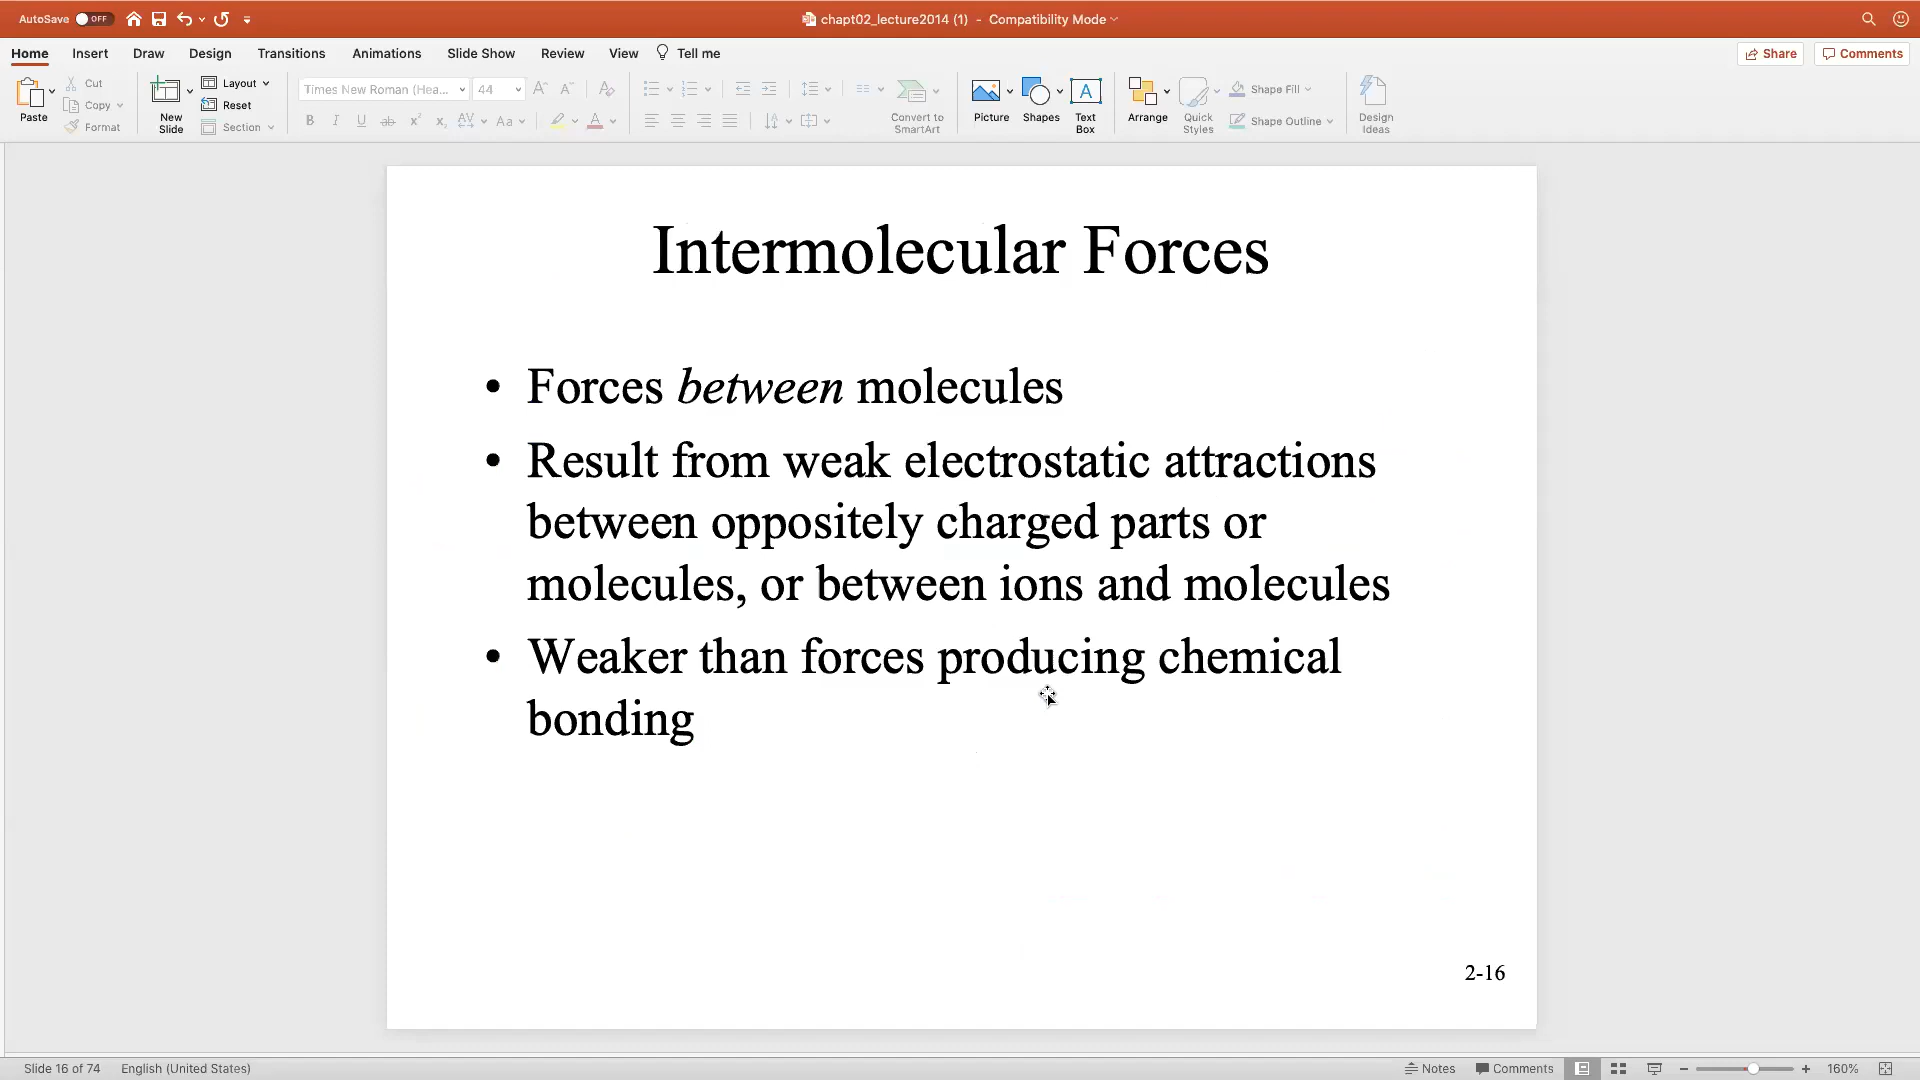 AutoSave OFF chapt02_lecture2014 (1) - Compatibility Mode
Home Insert Draw Design Transitions Animations Slide Show Review View Tell me Share Comments
Paste Cut Copy Format New Slide Layout Reset Section Times New Roman (Hea... 44 Convert to SmartArt Picture Shapes Text Box Arrange Quick Styles Shape Fill Shape Outline Design Ideas
Intermolecular Forces
• Forces between molecules
• Result from weak electrostatic attractions
between oppositely charged parts or
molecules, or between ions and molecules
• Weaker than forces producing chemical
bonding
2-16
Slide 16 of 74 English (United States) Notes Comments 160%